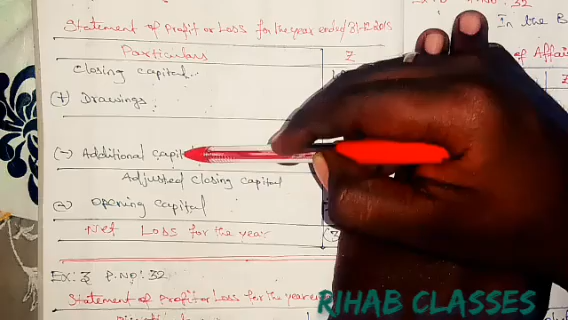 Statement of Profit or Loss for the year ended 31-12-2015
Particulars ₹
Closing capital
(+) Drawings
(-) Additional capit
Adjusted closing capital
(-) opening capital
Net Loss for the year
Ex: 3 P.NO: 32
Statement of Profit or Loss for the year en
In the B
of Affai
₹
RIHAB CLASSES